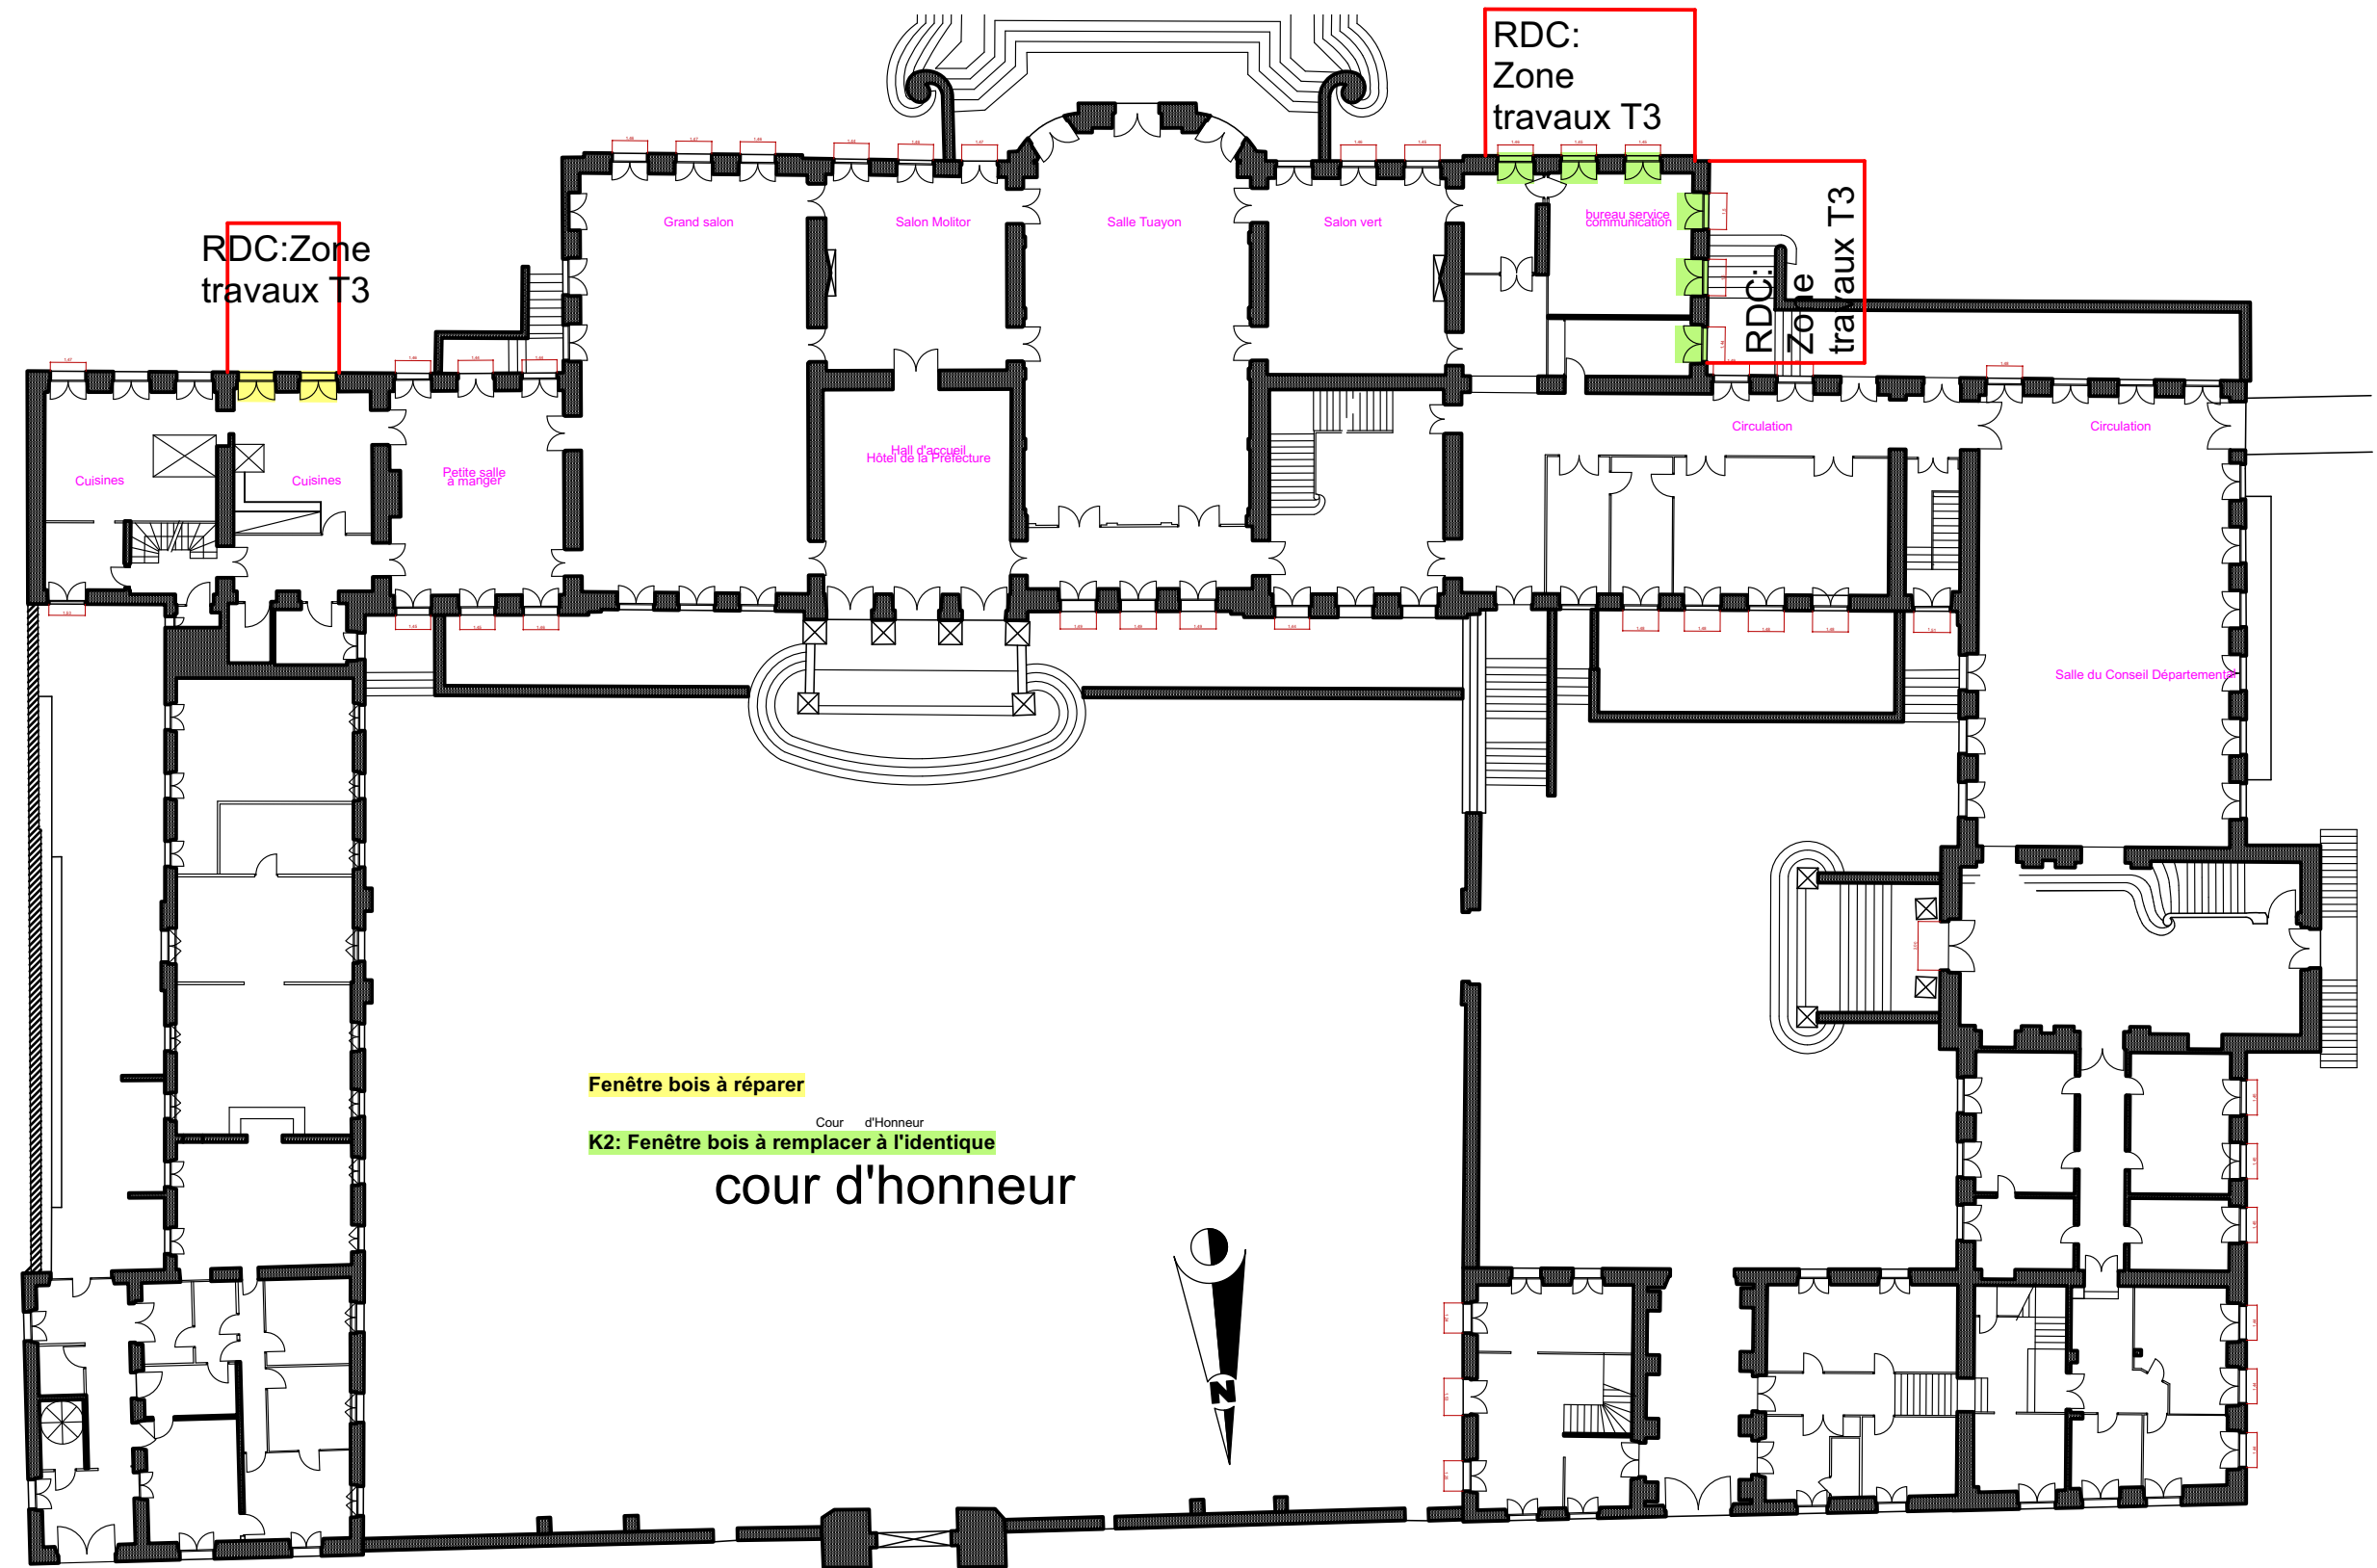 RDC:
Zone
travaux T3
RDC:
Zone
travaux T3
RDC:Zone
travaux T3
Grand salon
Salon Molitor
Salle Tuayon
Salon vert
bureau service
communication
Cuisines
Cuisines
Petite salle
à manger
Hall d'accueil
Hôtel de la Préfecture
Circulation
Circulation
Salle du Conseil Départemental
Fenêtre bois à réparer
Cour d'Honneur
K2: Fenêtre bois à remplacer à l'identique
cour d'honneur
N